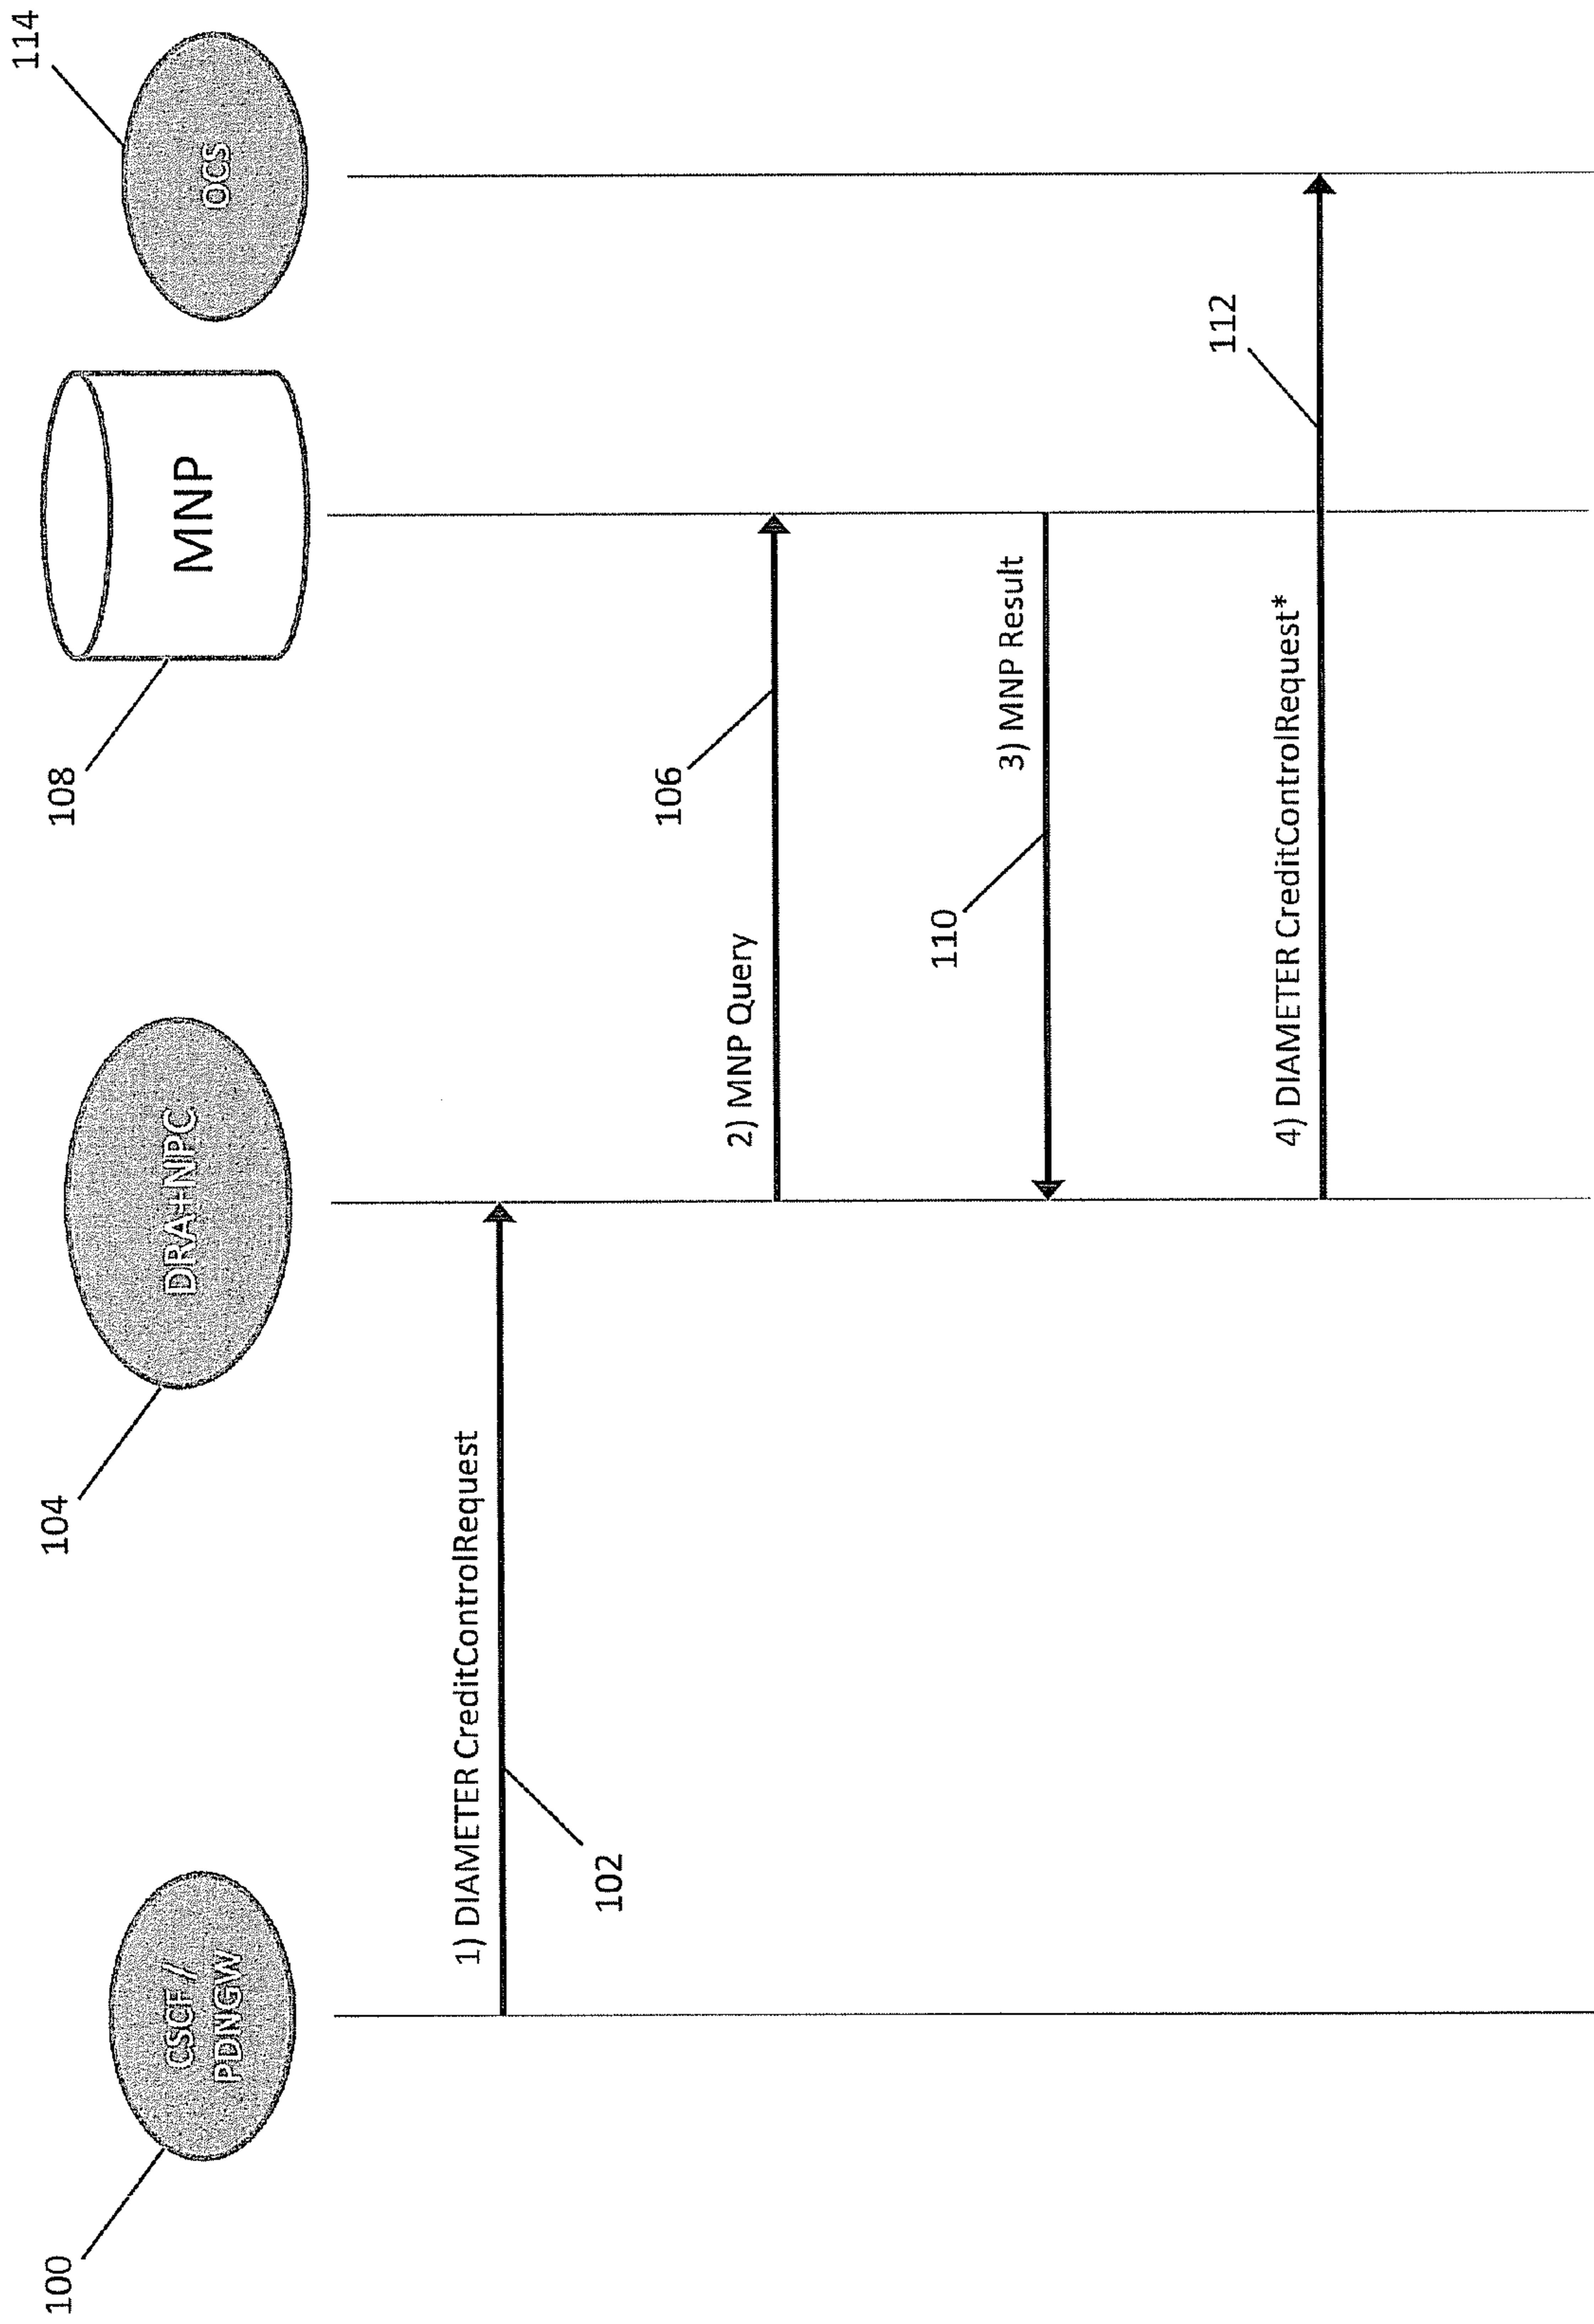 100
CSCF //
PDNGW
104
DRA+NPC
108
MNP
114
OCS
1) DIAMETER CreditControlRequest
102
2) MNP Query
106
3) MNP Result
110
4) DIAMETER CreditControlRequest*
112